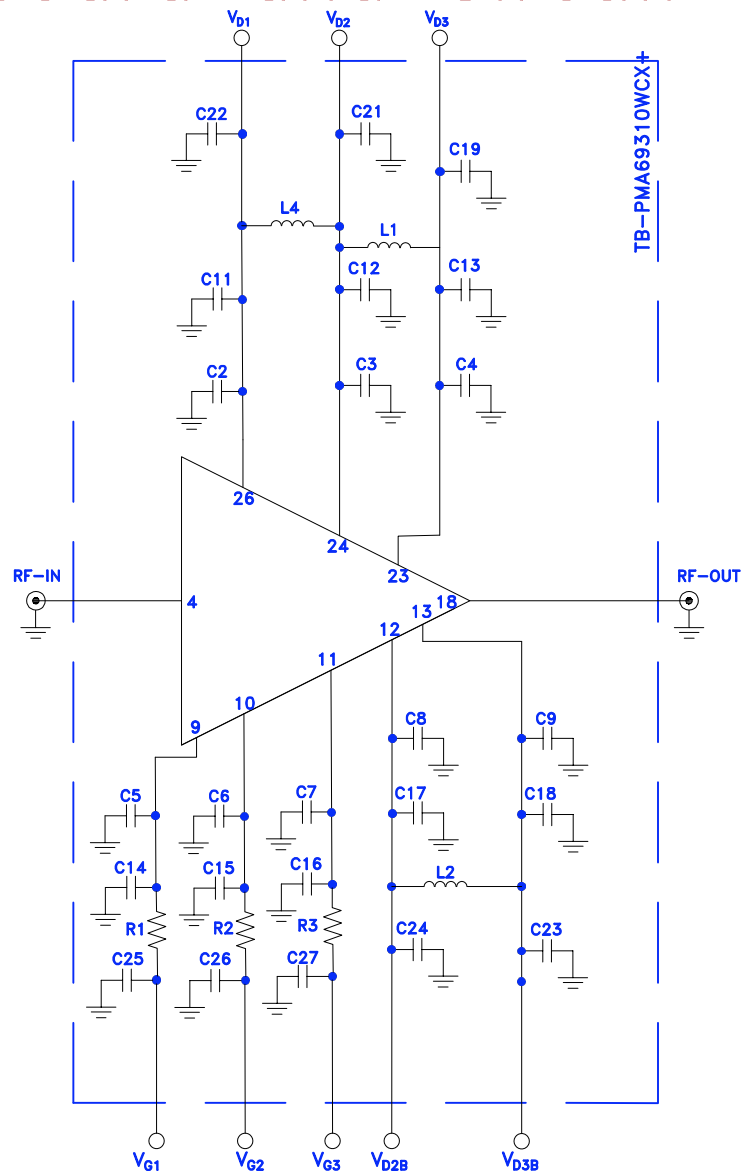 VD1 VD2 VD3
TB-PMA69310WCX+
C22 C21
C19
L4
L1
C11 C12 C13
C2 C3 C4
26
24
23
RF-IN RF-OUT
4 18
13
12
11
10
9
C8 C9
C5 C6 C7 C17 C18
C14 C15 C16 L2
R1 R2 R3
C24 C23
C25 C26 C27
VG1 VG2 VG3 VD2B VD3B